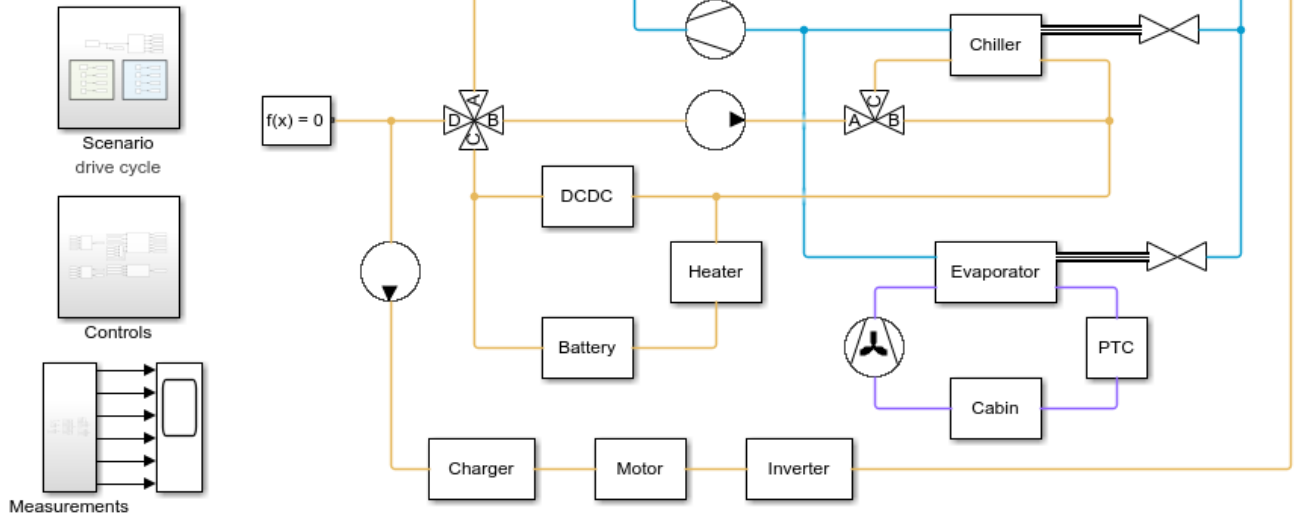 Scenario
drive cycle
Controls
Measurements
f(x) = 0
A
D
B
C
C
A
B
Chiller
DCDC
Heater
Evaporator
Battery
PTC
Cabin
Charger
Motor
Inverter